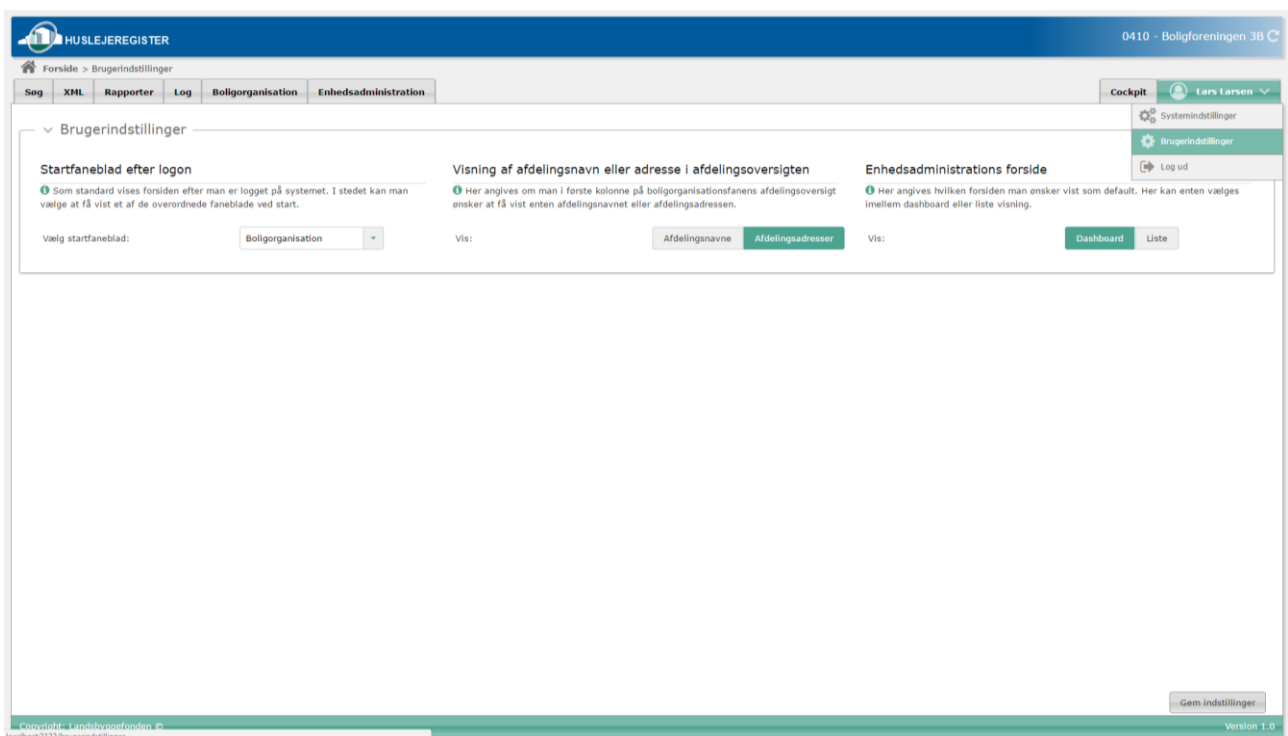 HUSLEJEREGISTER
0410 - Boligforeningen 3B
Forside > Brugerindstillinger
Søg XML Rapporter Log Boligorganisation Enhedsadministration Cockpit Lars Larsen
Systemindstillinger
Brugerindstillinger
Log ud
Brugerindstillinger
Startfaneblad efter logon
Som standard vises forsiden efter man er logget på systemet. I stedet kan man
vælge at få vist et af de overordnede faneblade ved start.
Vælg startfaneblad: Boligorganisation
Visning af afdelingsnavn eller adresse i afdelingsoversigten
Her angives om man i første kolonne på boligorganisationsfanens afdelingsoversigt
ønsker at få vist enten afdelingsnavnet eller afdelingsadressen.
Vis: Afdelingsnavne Afdelingsadresser
Enhedsadministrations forside
Her angives hvilken forsiden man ønsker vist som default. Her kan enten vælges
imellem dashboard eller liste visning.
Vis: Dashboard Liste
Gem indstillinger
Copyright: Landsbyggefonden ©
Version 1.0